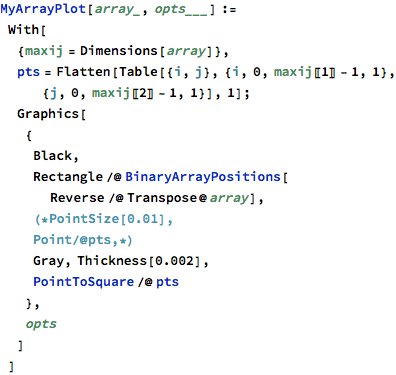 MyArrayPlot[array_, opts___] :=
With[
{maxij = Dimensions[array]},
pts = Flatten[Table[{i, j}, {i, 0, maxij〚1〛 - 1, 1},
{j, 0, maxij〚2〛 - 1, 1}], 1];
Graphics[
{
Black,
Rectangle /@ BinaryArrayPositions[
Reverse /@ Transpose@array],
(*PointSize[0.01],
Point/@pts,*)
Gray, Thickness[0.002],
PointToSquare /@ pts
},
opts
]
]